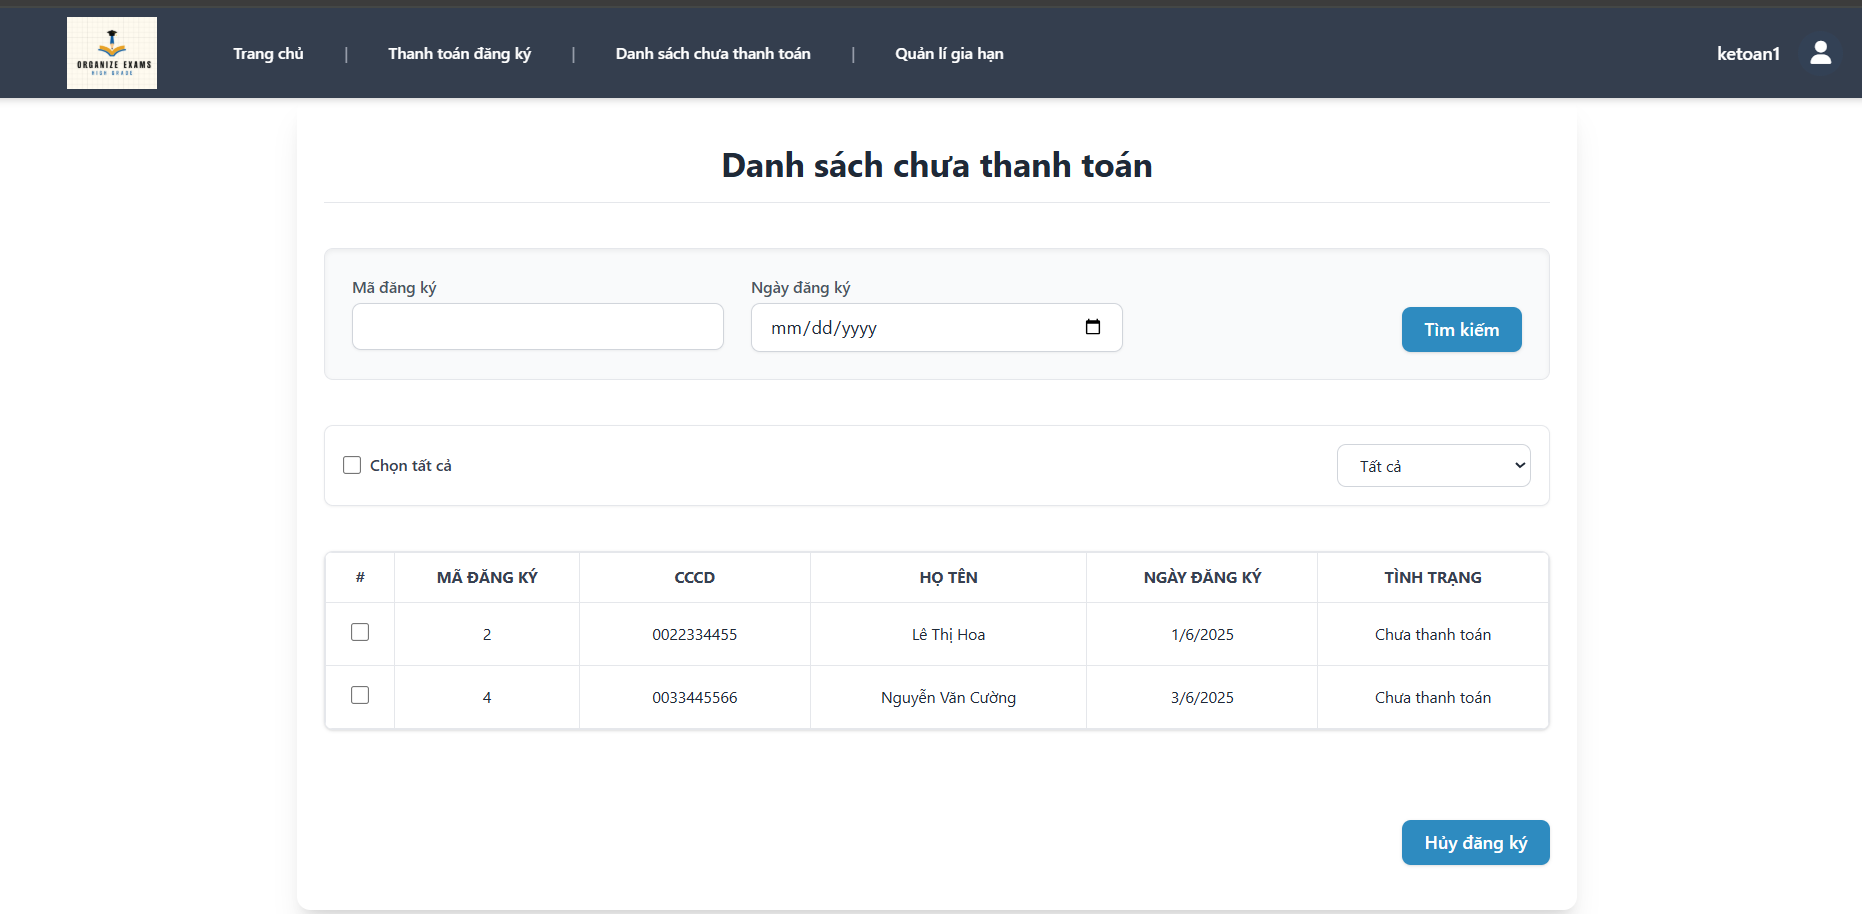 ORGANIZE EXAMS
HIGH GRADE
Trang chủ | Thanh toán đăng ký | Danh sách chưa thanh toán | Quản lí gia hạn
ketoan1
Danh sách chưa thanh toán
Mã đăng ký
Ngày đăng ký
mm/dd/yyyy
Tìm kiếm
Chọn tất cả
Tất cả
# MÃ ĐĂNG KÝ CCCD HỌ TÊN NGÀY ĐĂNG KÝ TÌNH TRẠNG
2 0022334455 Lê Thị Hoa 1/6/2025 Chưa thanh toán
4 0033445566 Nguyễn Văn Cường 3/6/2025 Chưa thanh toán
Hủy đăng ký